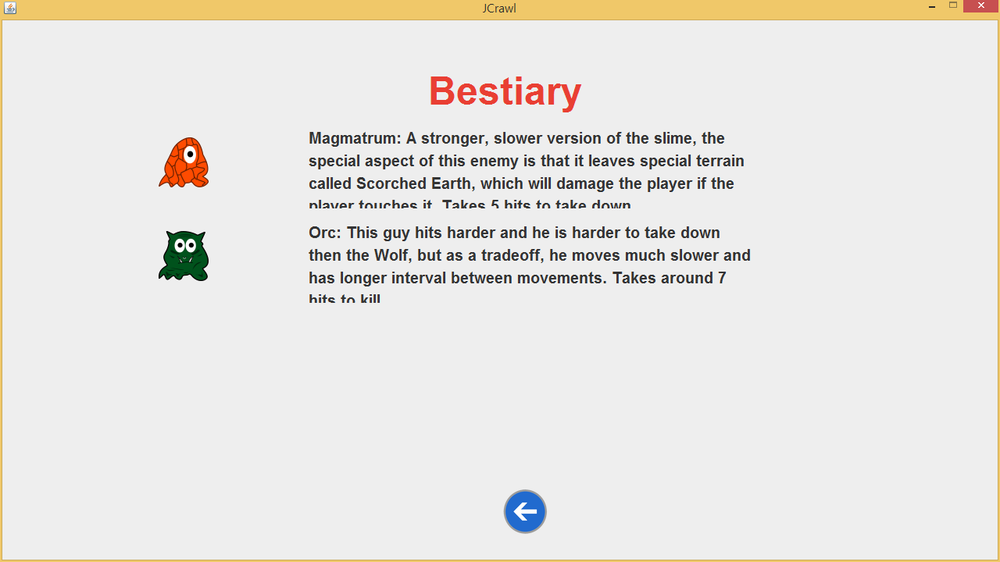 JCrawl
Bestiary
Magmatrum: A stronger, slower version of the slime, the
special aspect of this enemy is that it leaves special terrain
called Scorched Earth, which will damage the player if the
player touches it. Takes 5 hits to take down
Orc: This guy hits harder and he is harder to take down
then the Wolf, but as a tradeoff, he moves much slower and
has longer interval between movements. Takes around 7
hits to kill